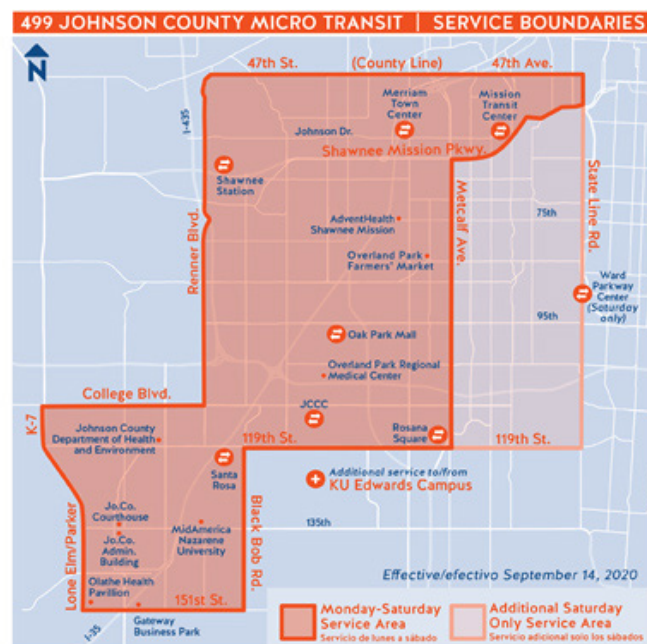 499 JOHNSON COUNTY MICRO TRANSIT | SERVICE BOUNDARIES
N
47th St.
(County Line)
47th Ave.
I-435
Merriam
Town
Center
Mission
Transit
Center
Johnson Dr.
Shawnee Mission Pkwy.
Shawnee
Station
Renner Blvd.
Metcalf Ave.
State Line Rd.
AdventHealth
Shawnee Mission
75th
Overland Park
Farmers' Market
Ward
Parkway
Center
(Saturday
only)
95th
Oak Park Mall
Overland Park Regional
Medical Center
College Blvd.
K-7
JCCC
Johnson County
Department of Health
and Environment
119th St.
Rosana
Square
119th St.
Santa
Rosa
Additional service to/from
KU Edwards Campus
Lone Elm/Parker
Black Bob Rd.
Jo.Co.
Courthouse
Jo.Co.
Admin.
Building
MidAmerica
Nazarene
University
135th
Olathe Health
Pavillion
151st St.
Effective/efectivo September 14, 2020
I-35
Gateway
Business Park
Monday-Saturday
Service Area
Servicio de lunes a sábado
Additional Saturday
Only Service Area
Servicio adicional solo los sábados